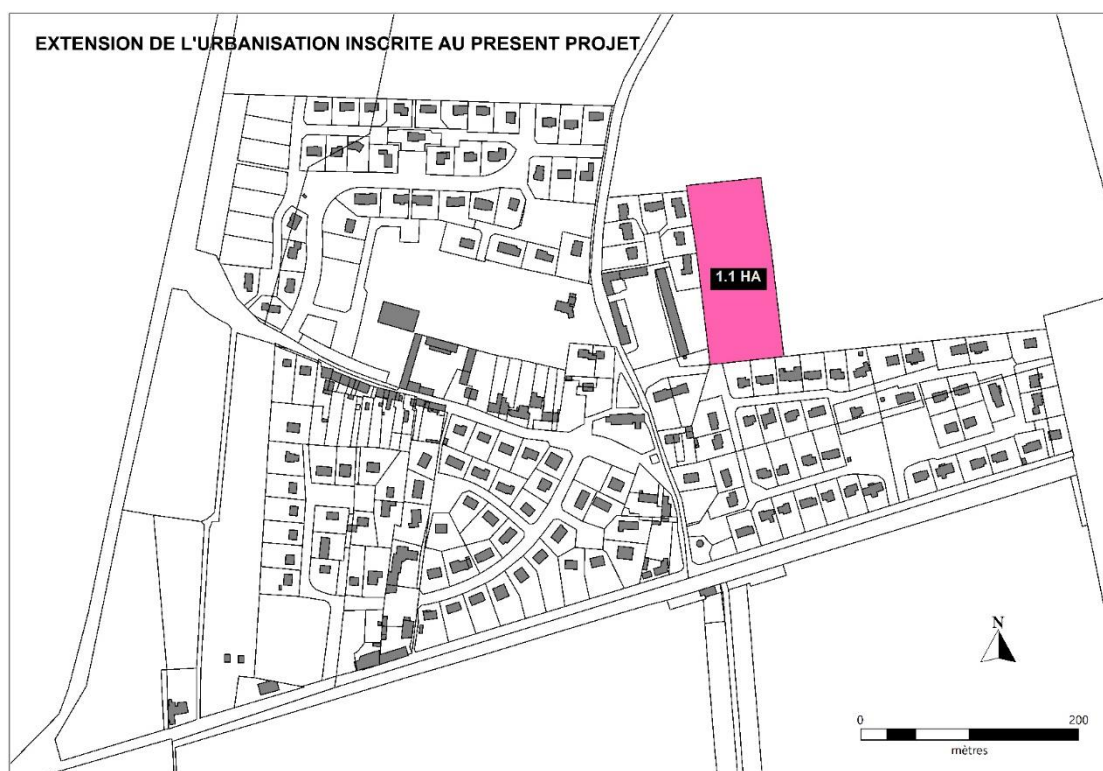 EXTENSION DE L'URBANISATION INSCRITE AU PRESENT PROJET
1.1 HA
N
0 200
mètres